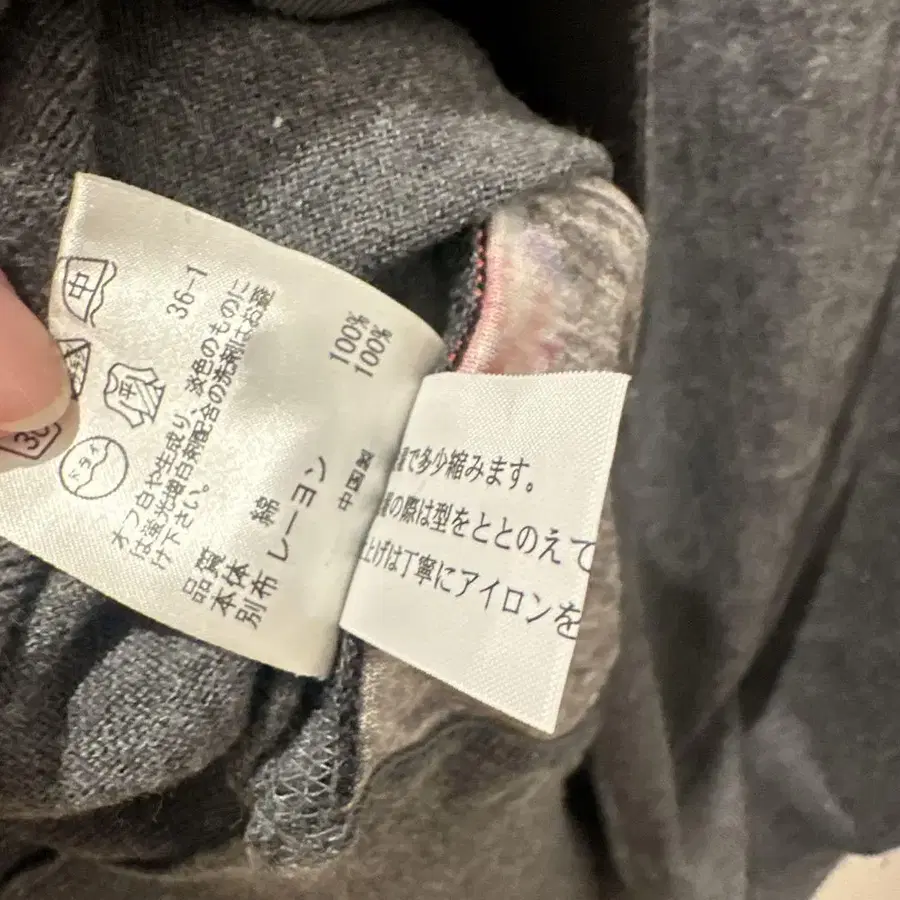 中
30
平
ドライ
36-1
オフ白や生成り、淡色のものに
は蛍光増白剤配合の洗剤はお避
け下さい。
品質
本体 綿 100%
別布 レーヨン 100%
中国製
で多少縮みます。
の際は型をととのえて
上げは丁寧にアイロンを